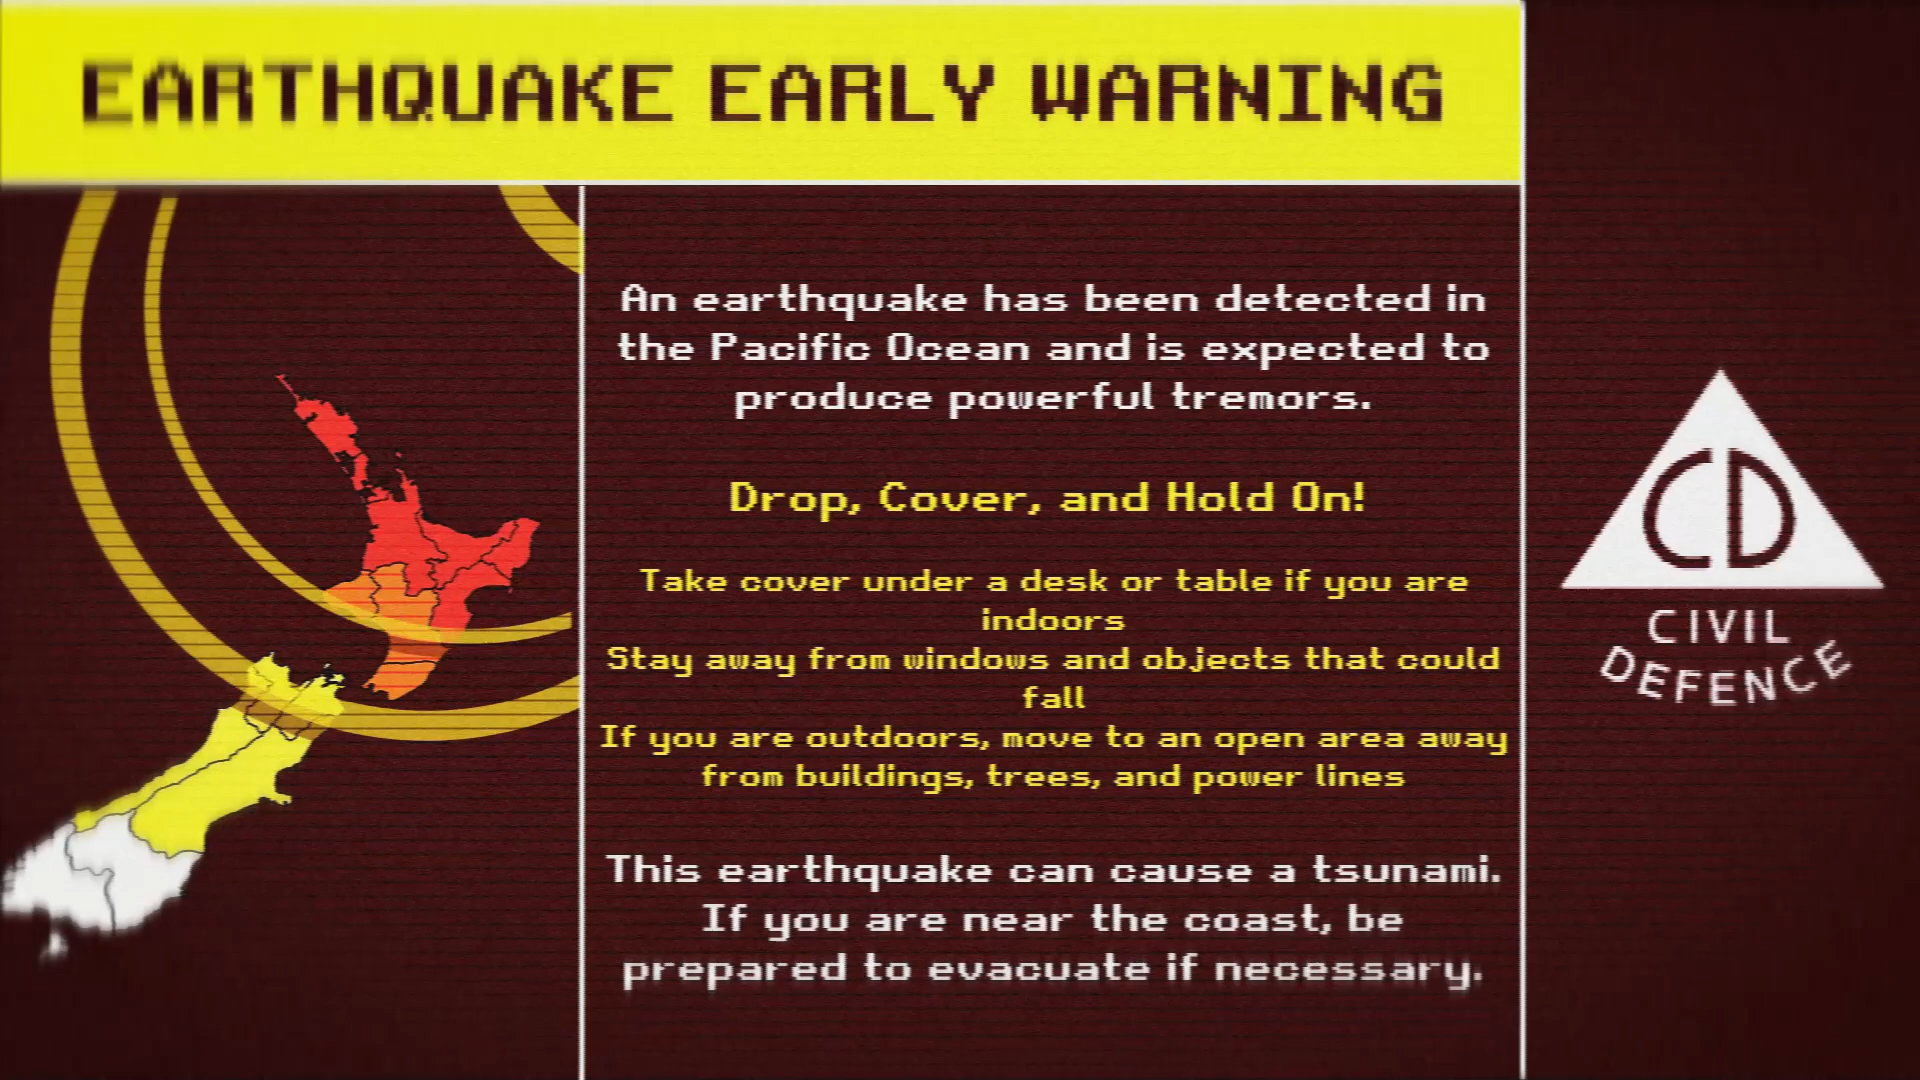 EARTHQUAKE EARLY WARNING
An earthquake has been detected in
the Pacific Ocean and is expected to
produce powerful tremors.
Drop, Cover, and Hold On!
Take cover under a desk or table if you are
indoors
Stay away from windows and objects that could
fall
If you are outdoors, move to an open area away
from buildings, trees, and power lines
This earthquake can cause a tsunami.
If you are near the coast, be
prepared to evacuate if necessary.
CD
CIVIL
DEFENCE